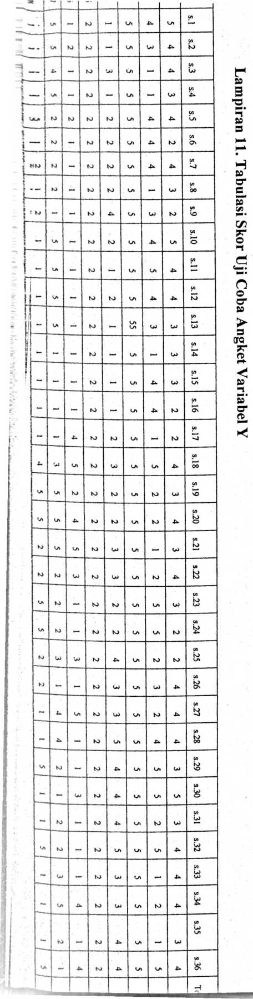 Lampiran 11. Tabulasi Skor Uji Coba Angket Variabel Y
s.1 s.2 s.3 s.4 s.5 s.6 s.7 s.8 s.9 s.10 s.11 s.12 s.13 s.14 s.15 s.16 s.17 s.18 s.19 s.20 s.21 s.22 s.23 s.24 s.25 s.26 s.27 s.28 s.29 s.30 s.31 s.32 s.33 s.34 s.35 s.36
5 4 4 3 4 2 4 3 2 5 4 4 3 3 3 2 2 4 3 4 3 4 3 2 2 4 4 4 3 5 3 4 4 4 3 4
4 3 1 1 4 4 4 1 3 4 5 4 3 1 4 4 1 5 2 2 1 2 5 5 2 3 2 4 5 5 2 5 1 2 1 5
5 5 5 5 5 5 5 5 5 5 5 5 55 5 5 5 5 5 5 5 5 5 5 5 5 5 5 5 5 5 5 5 5 5 5 5
1 1 3 1 2 2 2 2 4 2 1 2 1 1 1 1 2 3 2 2 3 3 2 2 4 3 3 5 4 4 4 5 3 3 4 4
2 2 2 2 2 2 2 2 2 2 2 2 2 2 2 2 2 2 2 2 2 2 2 2 2 2 2 2 2 2 2 2 2 2 2 2
1 2 1 1 2 1 1 1 1 1 1 1 1 1 1 1 4 5 2 4 5 3 1 1 3 1 5 1 1 3 1 1 1 4 1 4
5 5 4 5 2 2 2 2 1 5 5 5 5 1 1 1 1 3 5 5 5 2 2 2 3 1 4 4 2 1 2 2 3 5 2 1
1 1 1 1 1 2 1 2 1 1 1 1 1 1 1 1 4 5 5 2 2 5 5 2 2 1 1 5 1 1 5 1 1 1 5